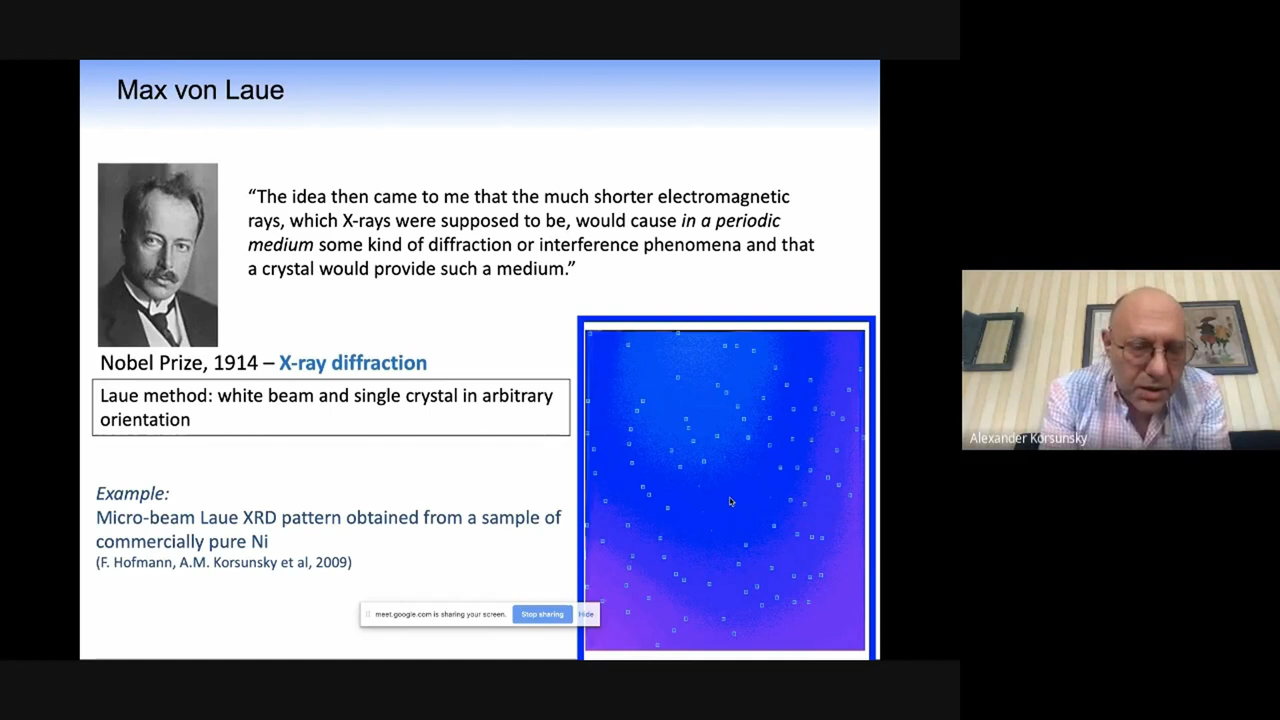 Max von Laue
“The idea then came to me that the much shorter electromagnetic
rays, which X-rays were supposed to be, would cause in a periodic
medium some kind of diffraction or interference phenomena and that
a crystal would provide such a medium.”
Nobel Prize, 1914 – X-ray diffraction
Laue method: white beam and single crystal in arbitrary
orientation
Example:
Micro-beam Laue XRD pattern obtained from a sample of
commercially pure Ni
(F. Hofmann, A.M. Korsunsky et al, 2009)
meet.google.com is sharing your screen. Stop sharing Hide
Alexander Korsunsky